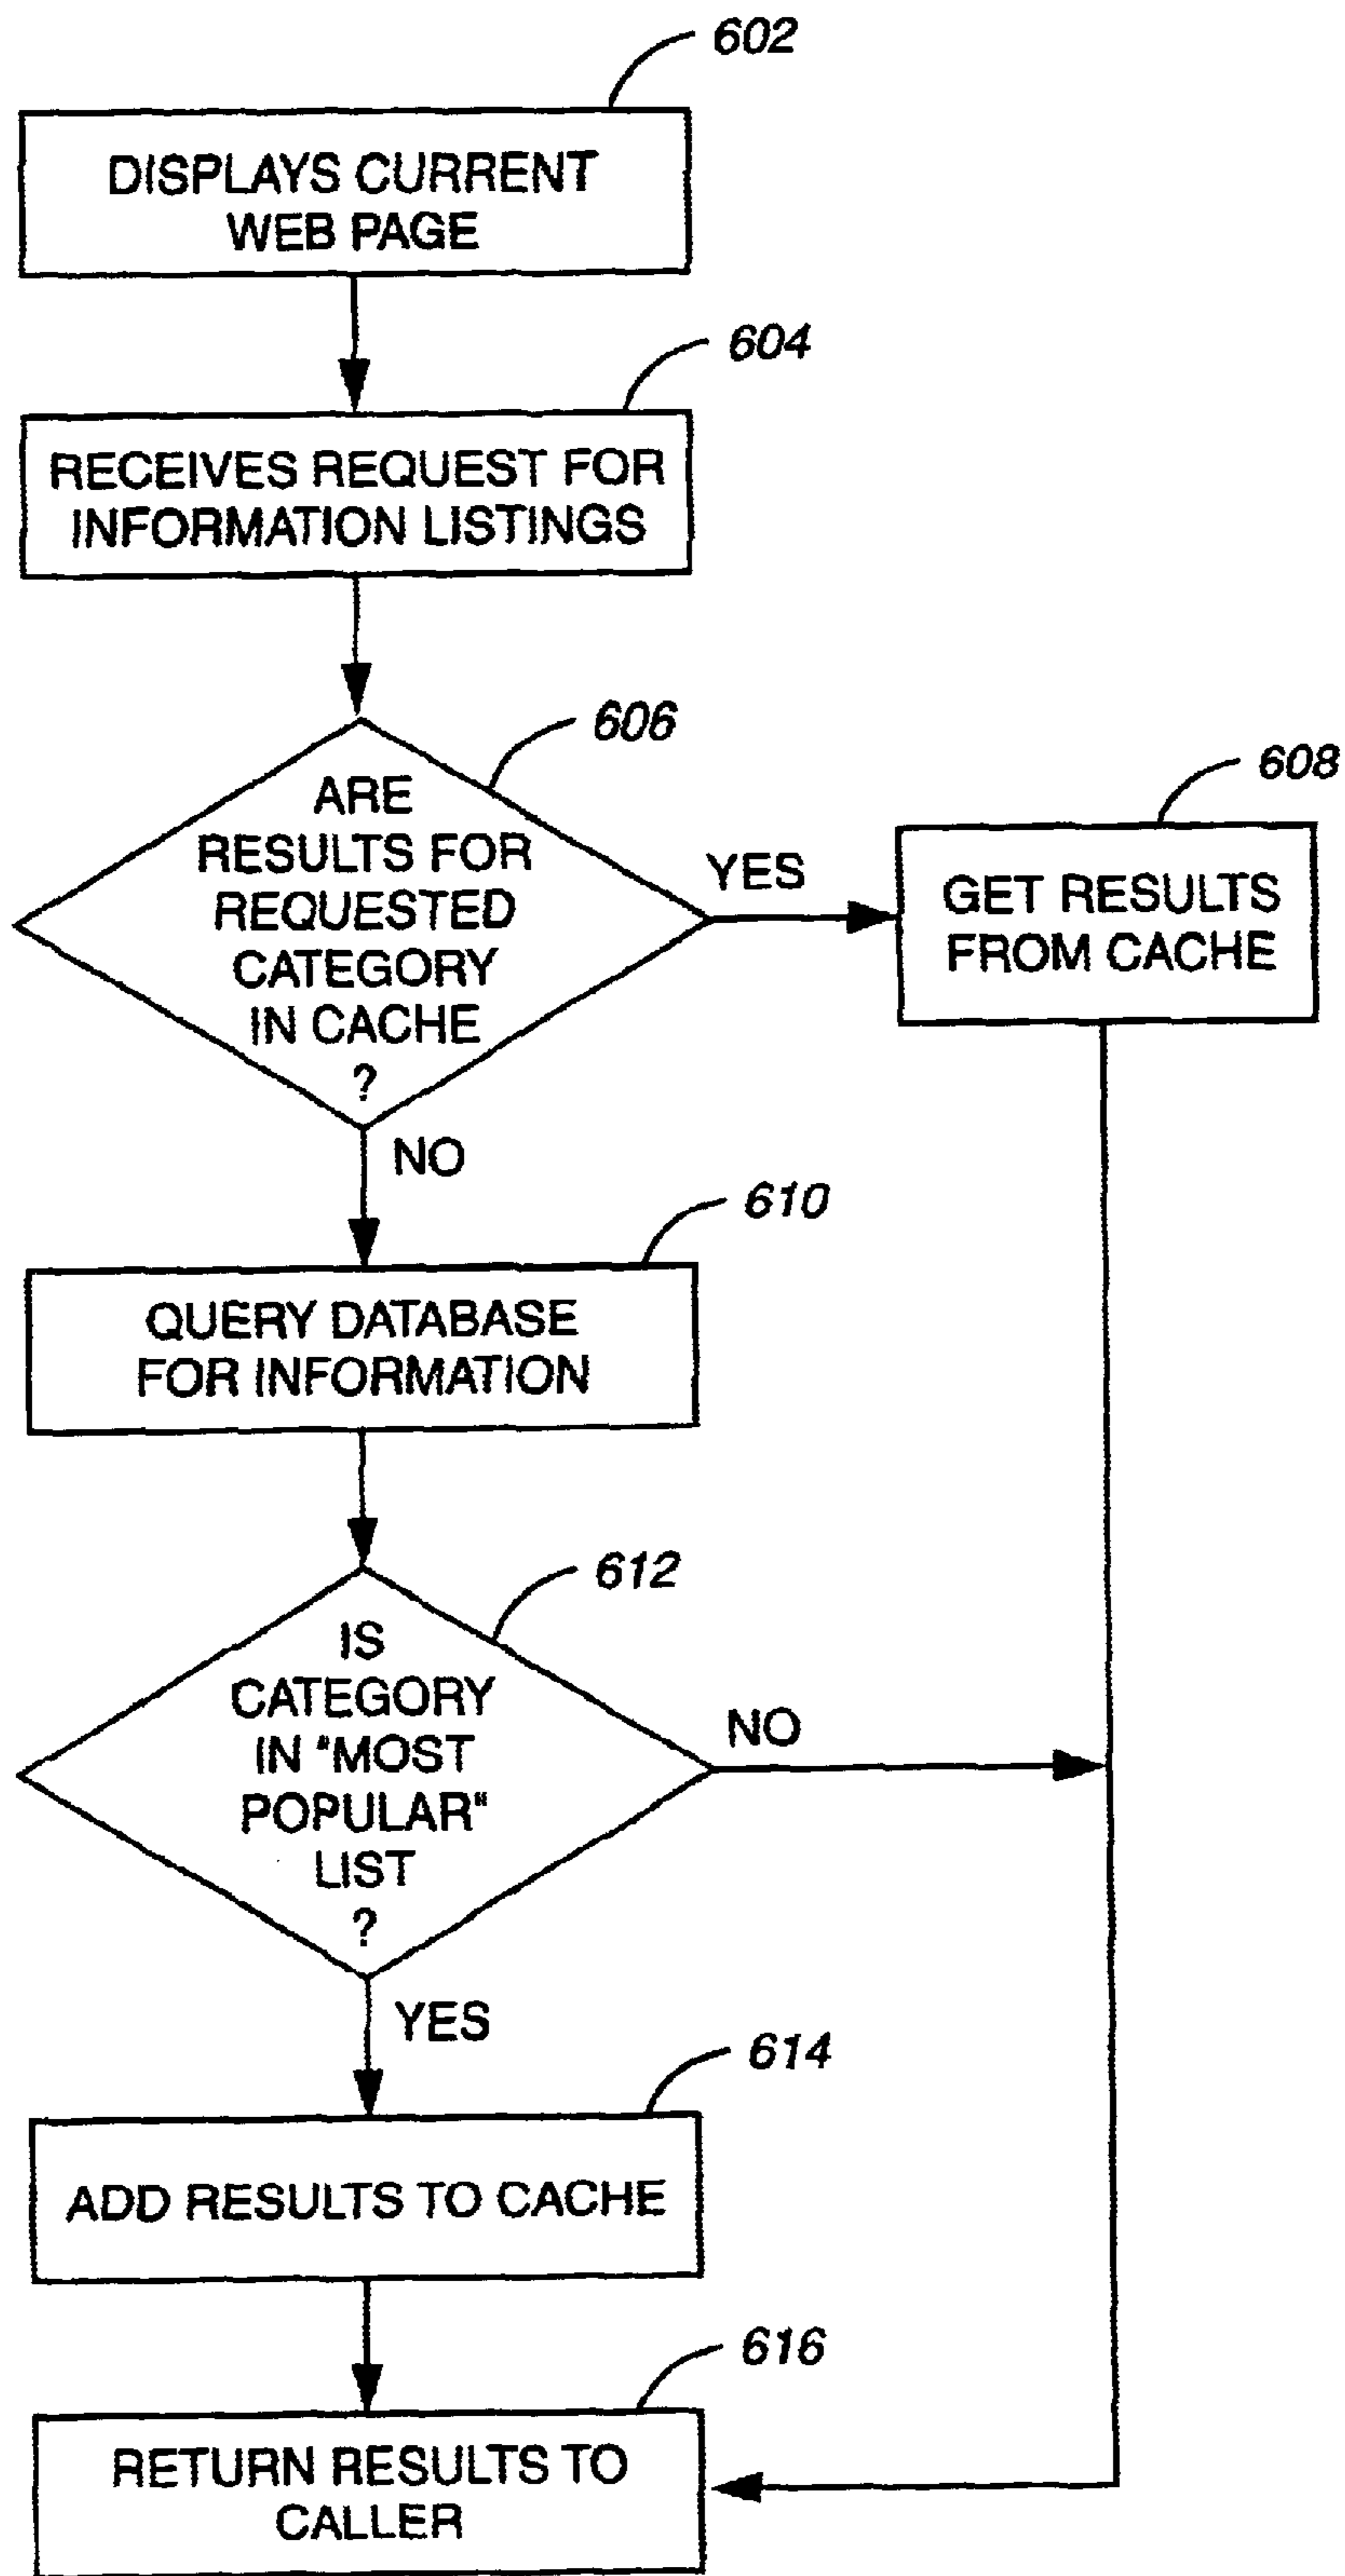 602
DISPLAYS CURRENT
WEB PAGE
604
RECEIVES REQUEST FOR
INFORMATION LISTINGS
606
ARE
RESULTS FOR
REQUESTED
CATEGORY
IN CACHE
?
YES
608
GET RESULTS
FROM CACHE
NO
610
QUERY DATABASE
FOR INFORMATION
612
IS
CATEGORY
IN "MOST
POPULAR"
LIST
?
NO
YES
614
ADD RESULTS TO CACHE
616
RETURN RESULTS TO
CALLER